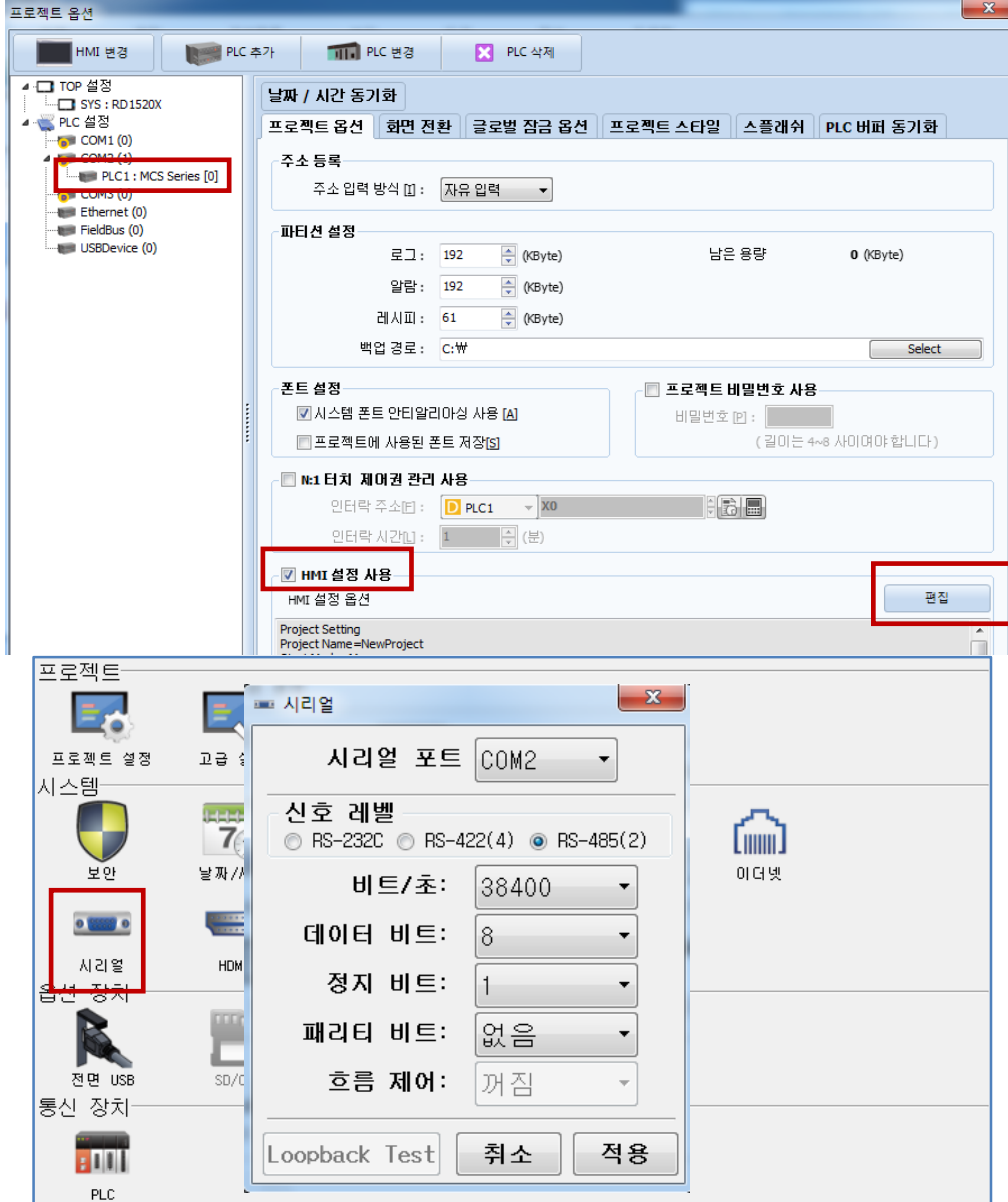 프로젝트 옵션
HMI 변경
PLC 추가
PLC 변경
PLC 삭제
TOP 설정
SYS : RD1520X
PLC 설정
COM1 (0)
COM2 (1)
PLC1 : MCS Series [0]
COM3 (0)
Ethernet (0)
FieldBus (0)
USBDevice (0)
날짜 / 시간 동기화
프로젝트 옵션 화면 전환 글로벌 잠금 옵션 프로젝트 스타일 스플래쉬 PLC 버퍼 동기화
주소 등록
주소 입력 방식 [I] : 자유 입력
파티션 설정
로그 : 192 (KByte) 남은 용량 0 (KByte)
알람 : 192 (KByte)
레시피 : 61 (KByte)
백업 경로 : C:₩ Select
폰트 설정
시스템 폰트 안티알리아싱 사용 [A]
프로젝트에 사용된 폰트 저장[S]
프로젝트 비밀번호 사용
비밀번호 [P] :
( 길이는 4~8 사이여야 합니다 )
N:1 터치 제어권 관리 사용
인터락 주소[F] : D PLC1 X0
인터락 시간[L] : 1 (분)
HMI 설정 사용
HMI 설정 옵션 편집
Project Setting
Project Name=NewProject
프로젝트
프로젝트 설정
고급
시스템
보안
날짜/
이더넷
시리얼
HDM
옵션 장치
전면 USB
SD/
통신 장치
PLC
시리얼
시리얼 포트 COM2
신호 레벨
RS-232C RS-422(4) RS-485(2)
비트/초: 38400
데이터 비트: 8
정지 비트: 1
패리티 비트: 없음
흐름 제어: 꺼짐
Loopback Test 취소 적용